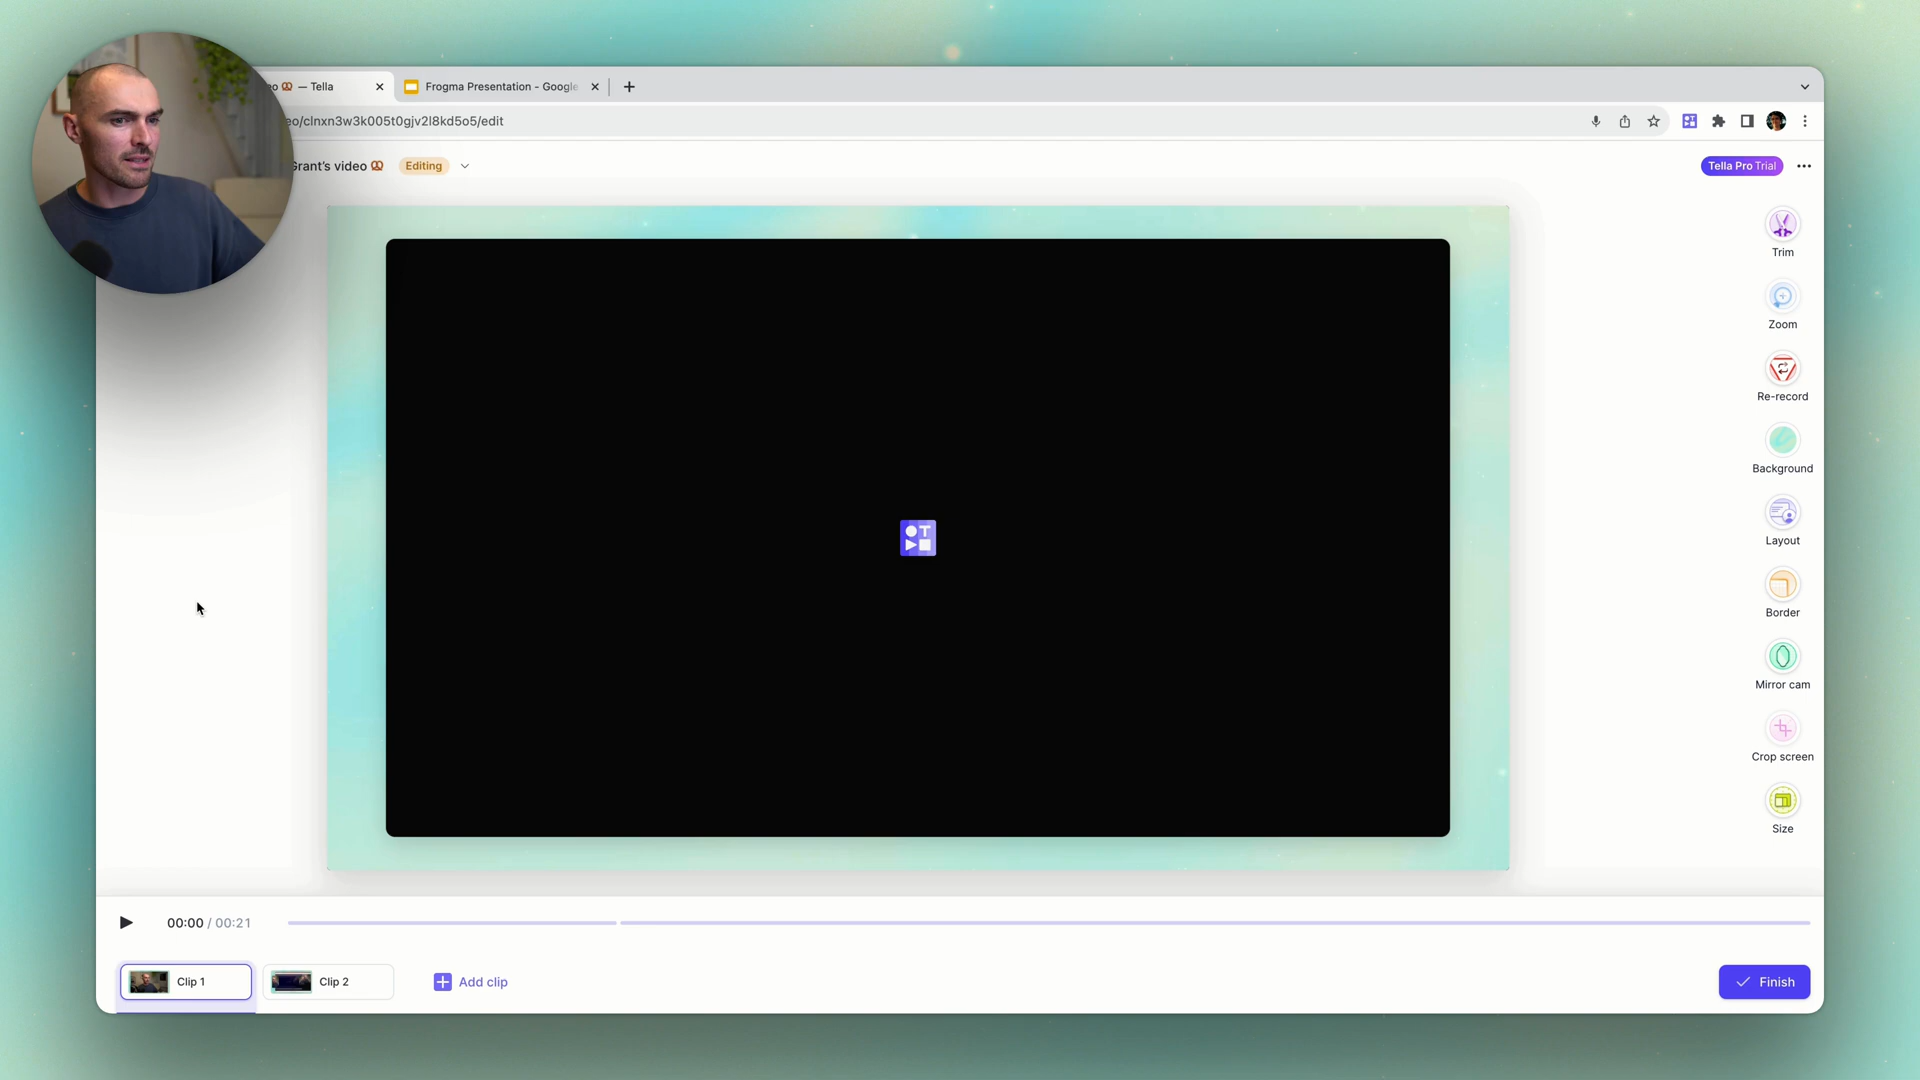 eo 🥨 — Tella
Frogma Presentation - Google
eo/clnxn3w3k005t0gjv2l8kd5o5/edit
Grant's video 🥨
Editing
Tella Pro Trial
Trim
Zoom
Re-record
Background
Layout
Border
Mirror cam
Crop screen
Size
00:00 / 00:21
Clip 1
Clip 2
Add clip
Finish